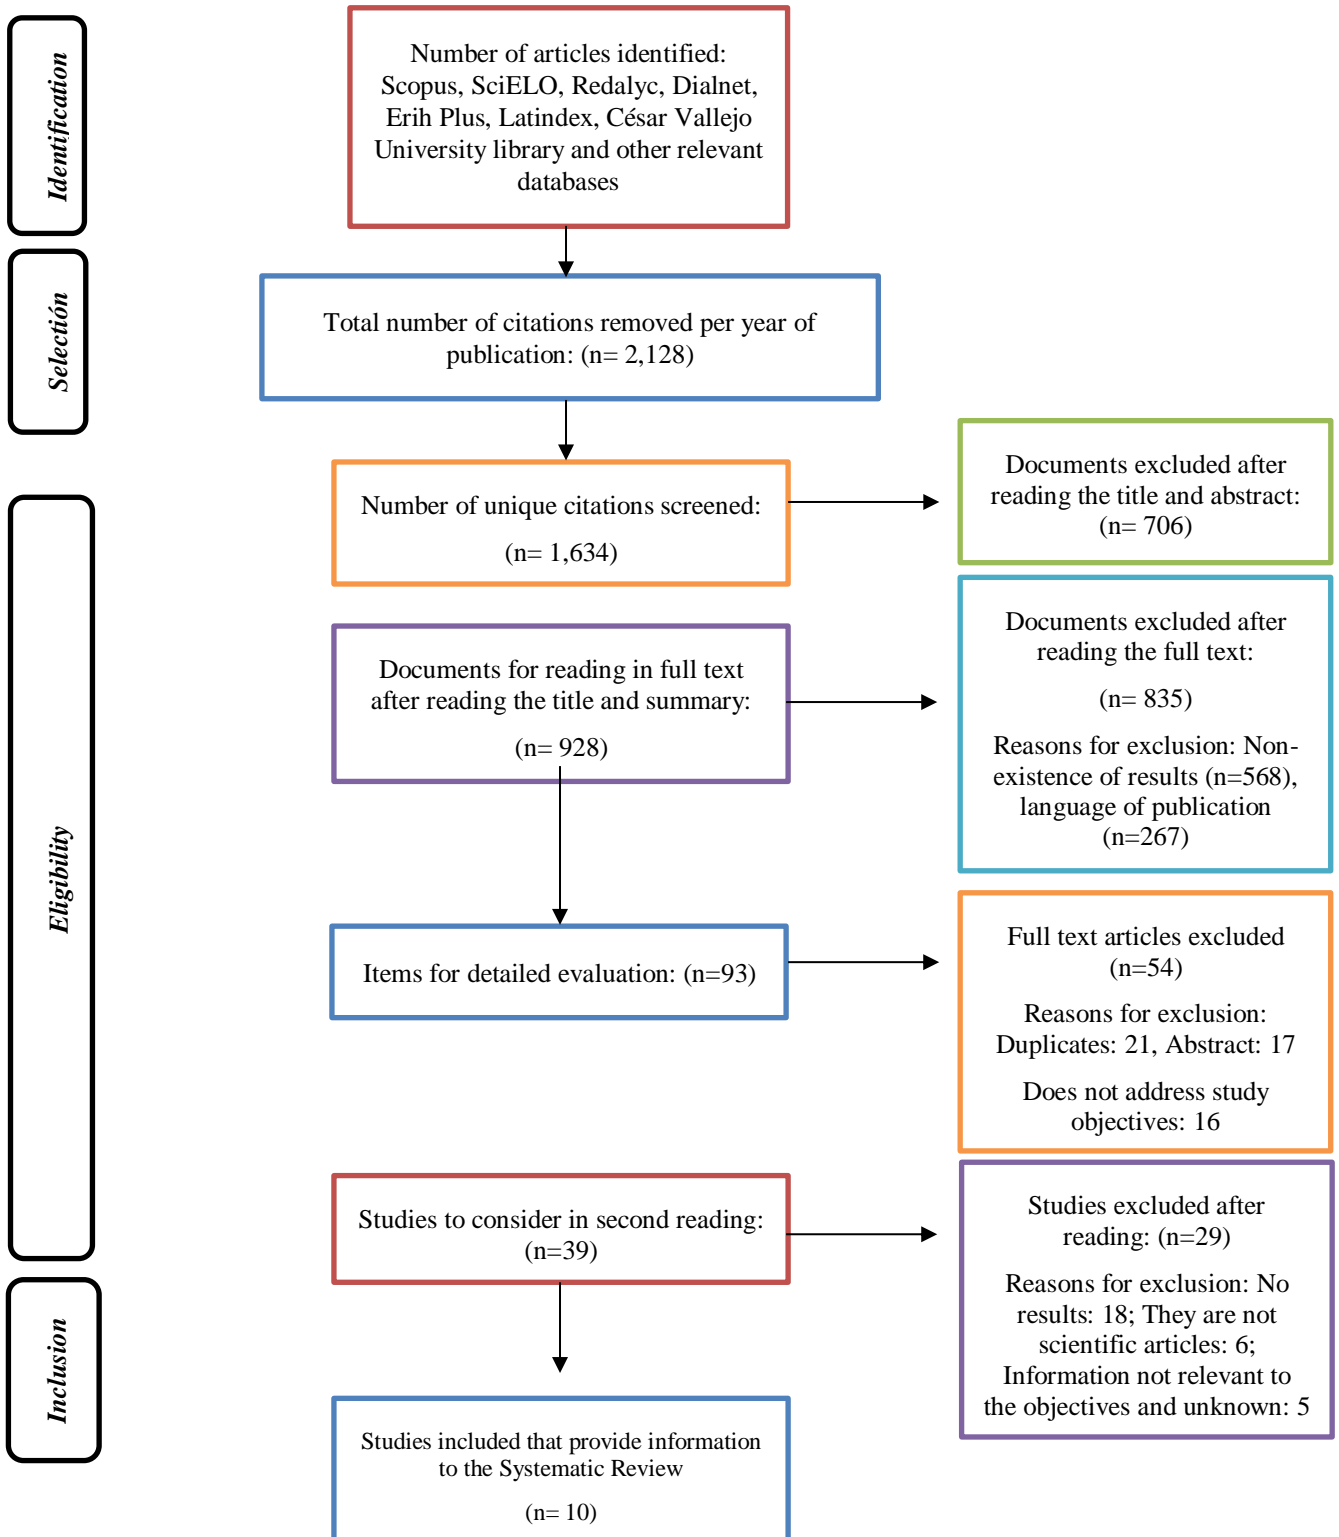 Identification
Number of articles identified:
Scopus, SciELO, Redalyc, Dialnet,
Erih Plus, Latindex, César Vallejo
University library and other relevant
databases
Selectión
Total number of citations removed per year of
publication: (n= 2,128)
Eligibility
Number of unique citations screened:
(n= 1,634)
Documents excluded after
reading the title and abstract:
(n= 706)
Documents for reading in full text
after reading the title and summary:
(n= 928)
Documents excluded after
reading the full text:
(n= 835)
Reasons for exclusion: Non-
existence of results (n=568),
language of publication
(n=267)
Items for detailed evaluation: (n=93)
Full text articles excluded
(n=54)
Reasons for exclusion:
Duplicates: 21, Abstract: 17
Does not address study
objectives: 16
Studies to consider in second reading:
(n=39)
Studies excluded after
reading: (n=29)
Reasons for exclusion: No
results: 18; They are not
scientific articles: 6;
Information not relevant to
the objectives and unknown: 5
Inclusion
Studies included that provide information
to the Systematic Review
(n= 10)